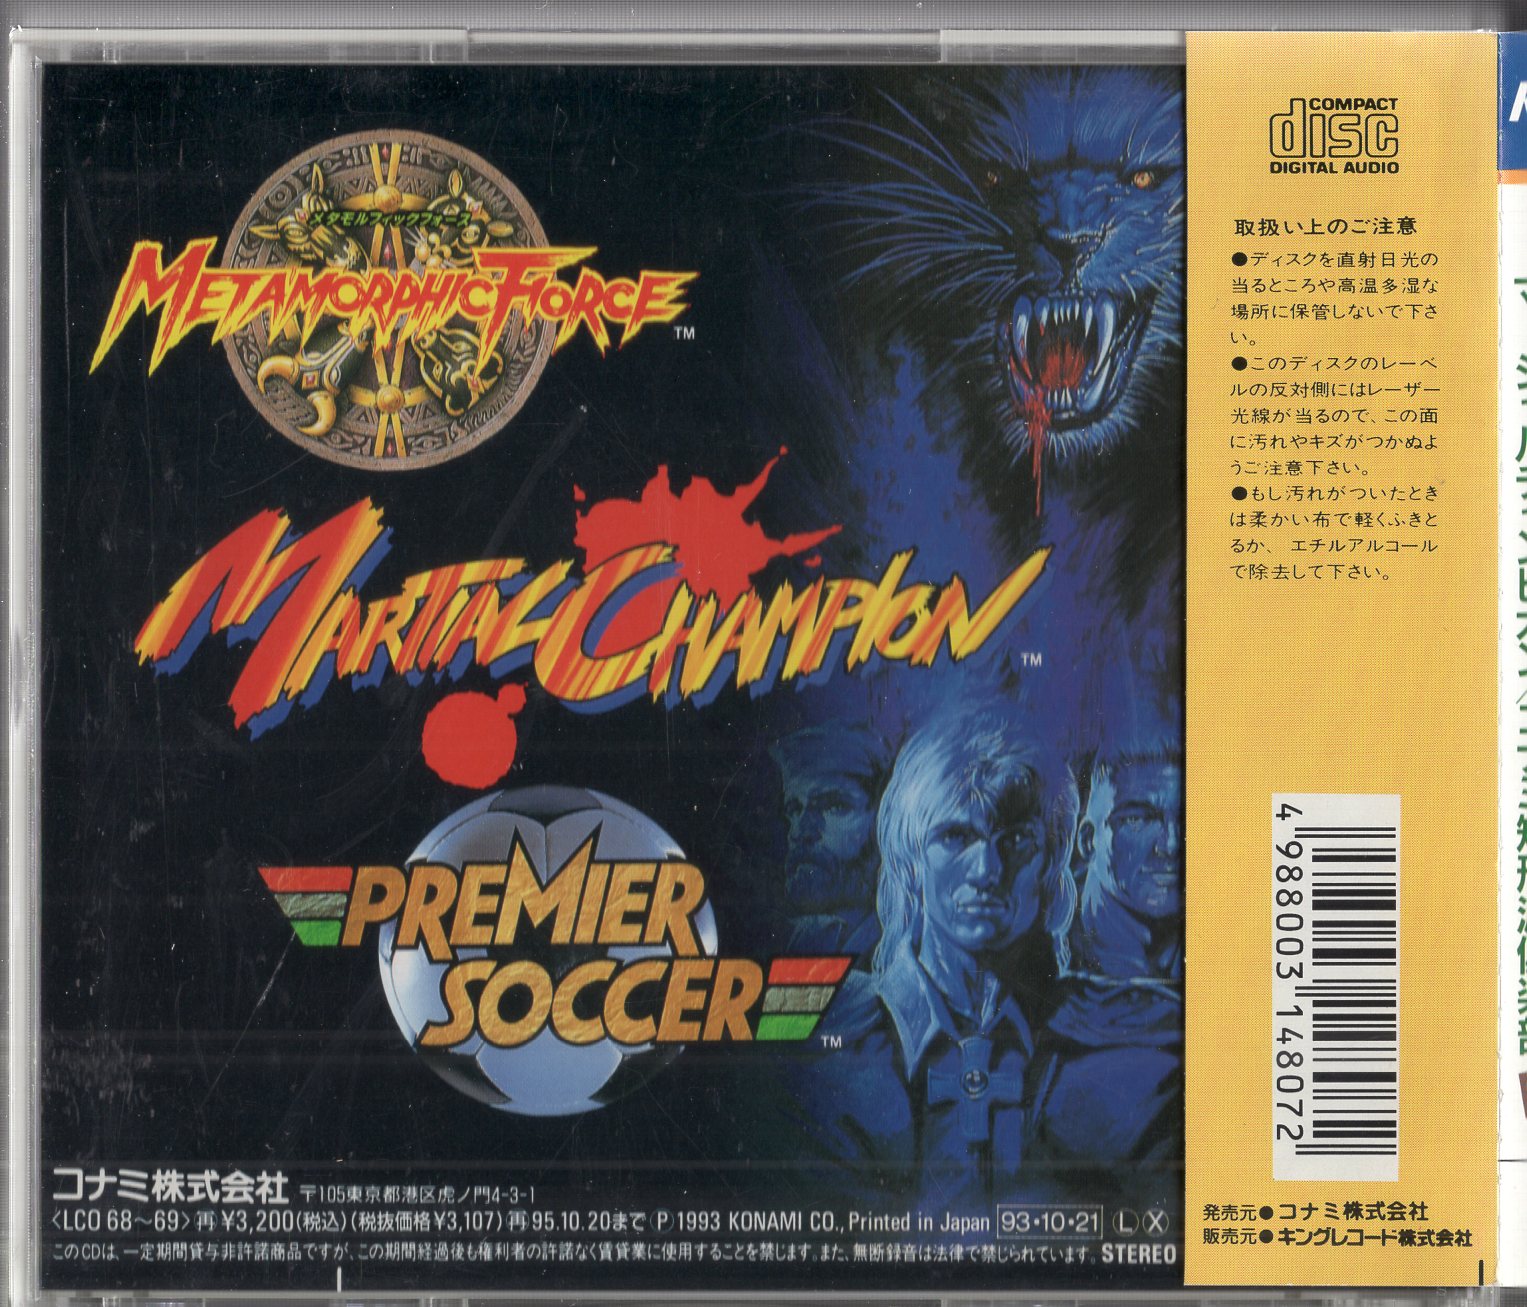 メタモルフィックフォース
METAMORPHIC FORCE
TM
MARTIAL CHAMPION
TM
PREMIER
SOCCER
TM
コナミ株式会社 〒105東京都港区虎ノ門4-3-1
<LCO 68〜69> 再 ¥3,200(税込)(税抜価格¥3,107) 再 95.10.20まで Ⓟ 1993 KONAMI CO., Printed in Japan 93・10・21 Ⓛ Ⓧ
このCDは、一定期間貸与非許諾商品ですが、この期間経過後も権利者の許諾なく賃貸業に使用することを禁じます。また、無断録音は法律で禁じられています。 STEREO
COMPACT
disc
DIGITAL AUDIO
取扱い上のご注意
●ディスクを直射日光の
当るところや高温多湿な
場所に保管しないで下さ
い。
●このディスクのレーベ
ルの反対側にはレーザー
光線が当るので、この面
に汚れやキズがつかぬよ
うご注意下さい。
●もし汚れがついたとき
は柔かい布で軽くふきと
るか、エチルアルコール
で除去して下さい。
4 988003 148072
発売元●コナミ株式会社
販売元●キングレコード株式会社